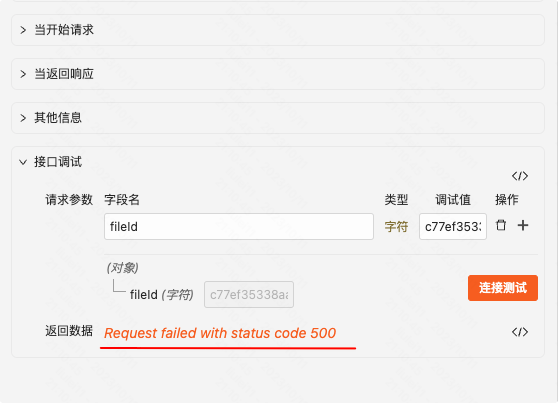 当开始请求
当返回响应
其他信息
接口调试
请求参数 字段名 类型 调试值 操作
fileId 字符 c77ef353
(对象)
fileId (字符) c77ef35338aa
连接测试
返回数据 Request failed with status code 500